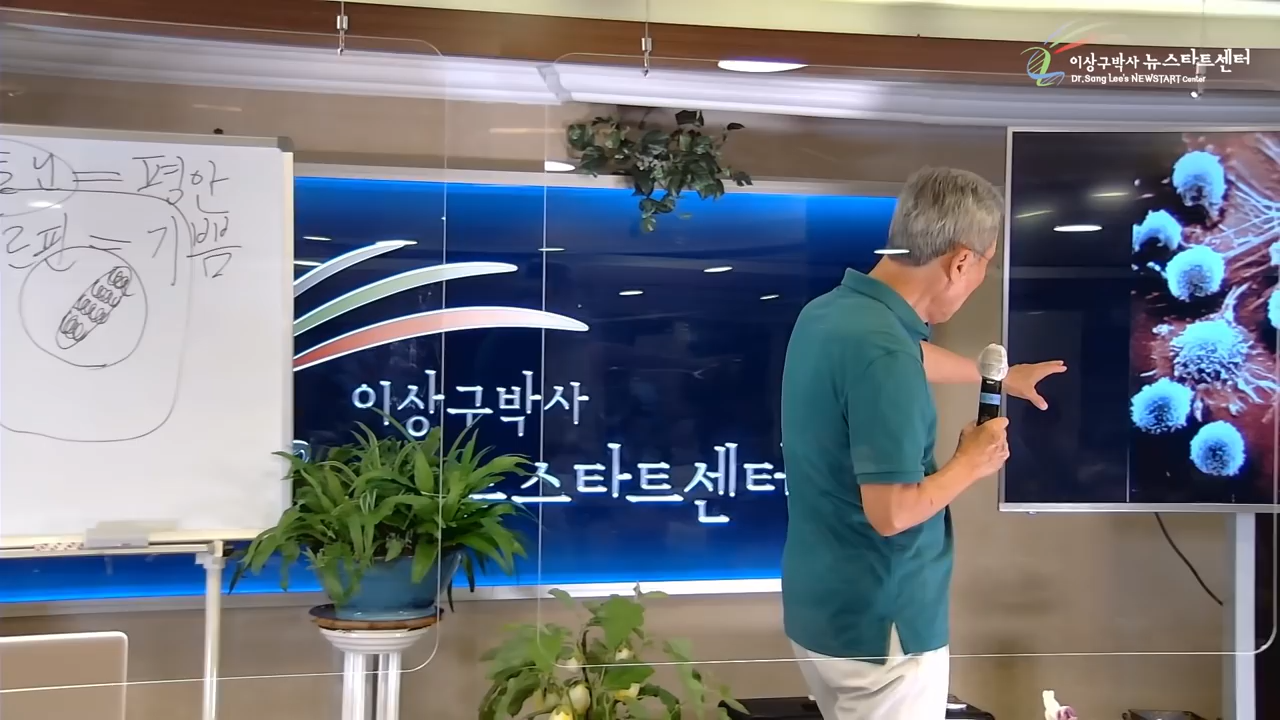 이상구박사 뉴스타트센터
Dr. Sang Lee's NEWSTART Center
= 평안
= 기쁨
이상구박사
스타트센터